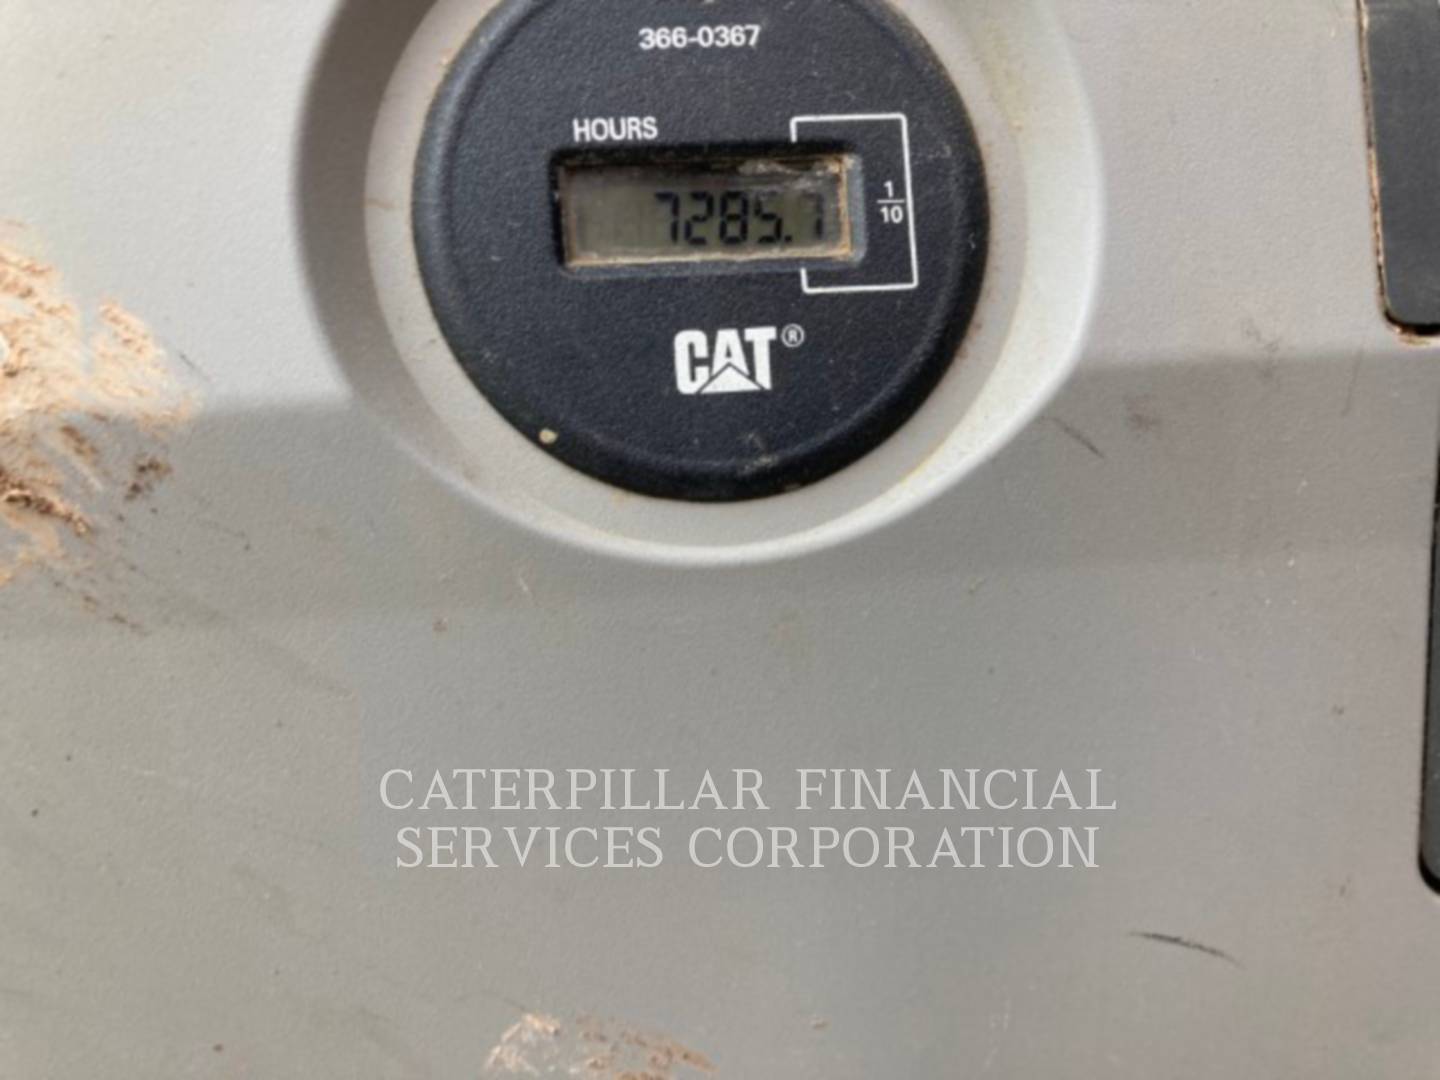 366-0367
HOURS
7285.7
1
10
CAT®
CATERPILLAR FINANCIAL
SERVICES CORPORATION